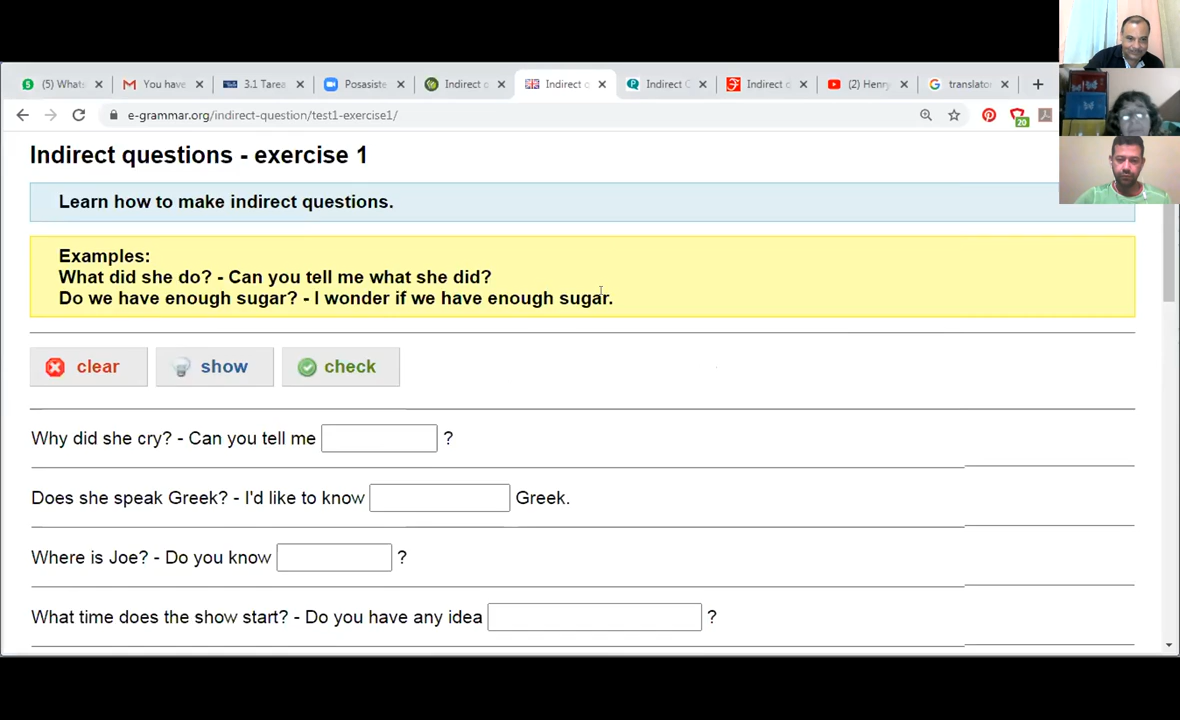 (5) Whats
You have
3.1 Tarea
Posasiste
Indirect c
Indirect c
Indirect G
Indirect c
(2) Henry
translator
e-grammar.org/indirect-question/test1-exercise1/
20
Indirect questions - exercise 1
Learn how to make indirect questions.
Examples:
What did she do? - Can you tell me what she did?
Do we have enough sugar? - I wonder if we have enough sugar.
clear
show
check
Why did she cry? - Can you tell me ?
Does she speak Greek? - I'd like to know Greek.
Where is Joe? - Do you know ?
What time does the show start? - Do you have any idea ?